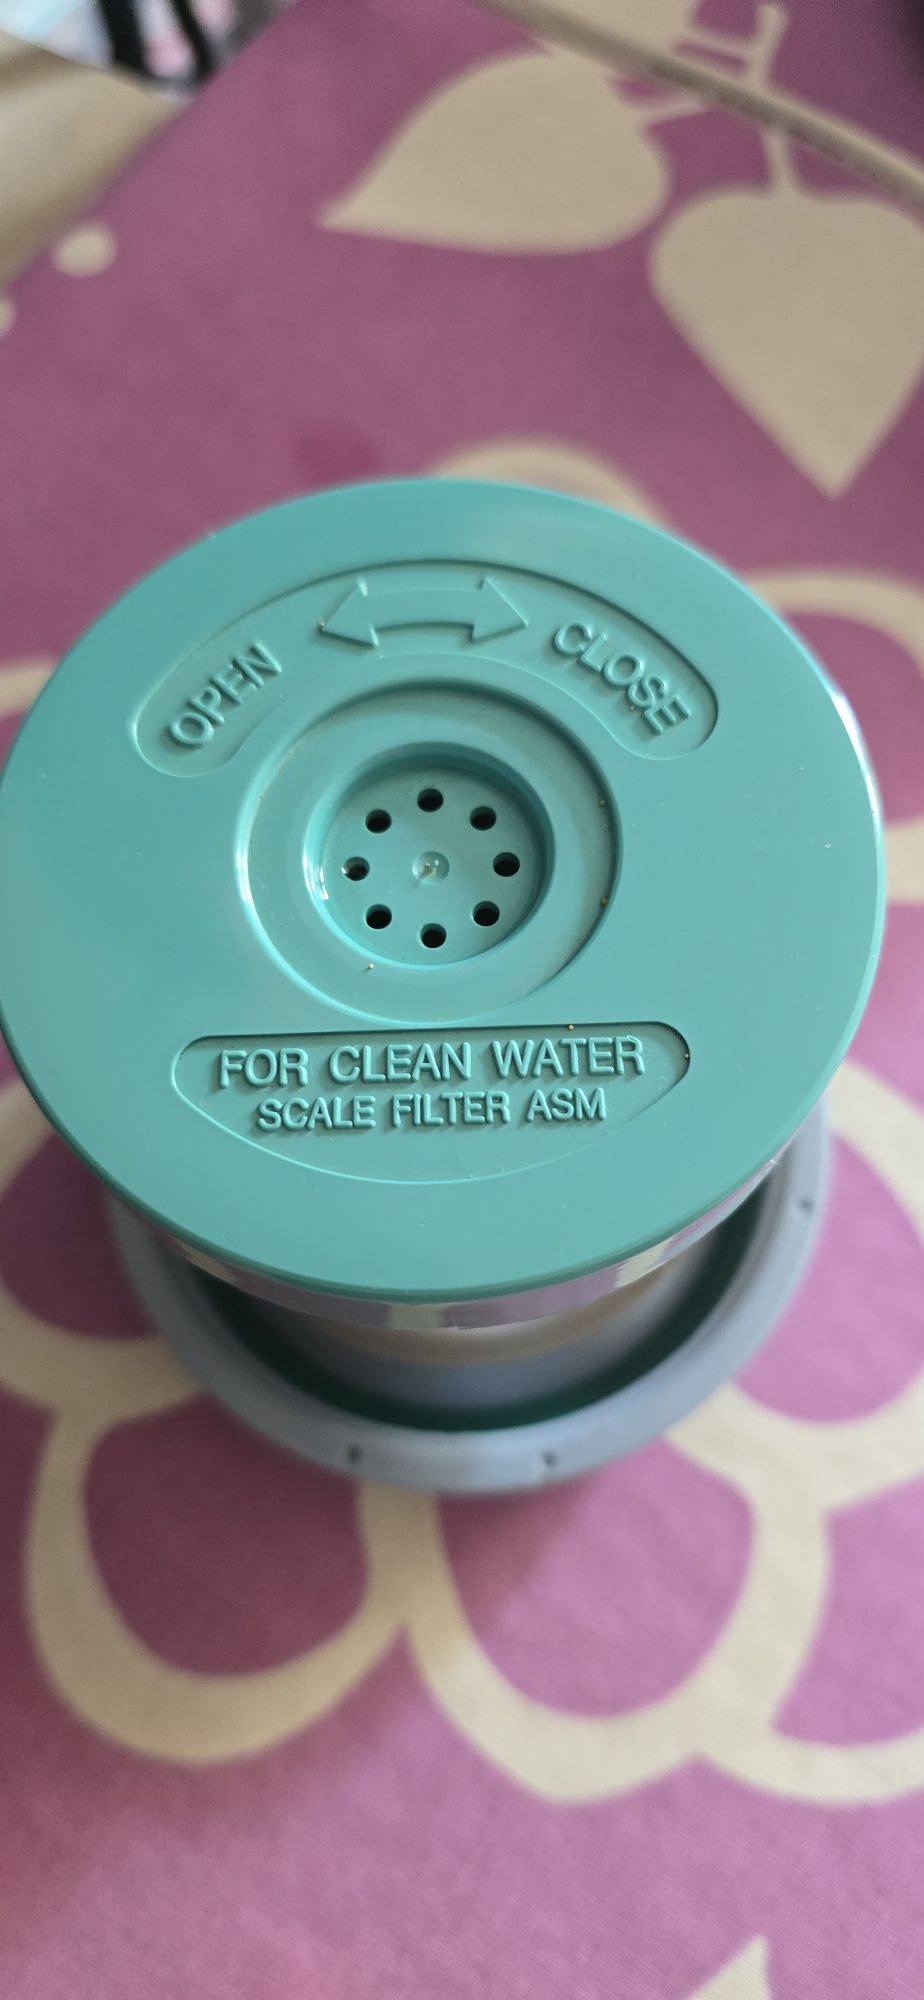 OPEN CLOSE
FOR CLEAN WATER
SCALE FILTER ASM